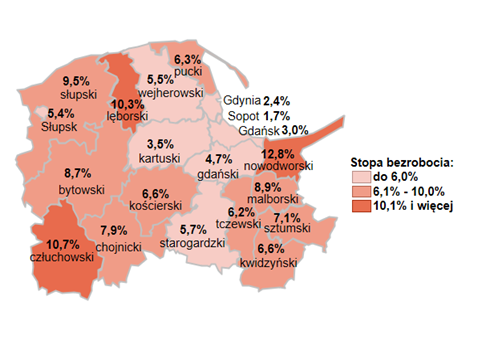 6,3%
pucki
9,5%
słupski
5,5%
wejherowski
10,3%
lęborski
5,4%
Słupsk
Gdynia 2,4%
Sopot 1,7%
Gdańsk 3,0%
3,5%
kartuski
4,7%
gdański
12,8%
nowodworski
8,7%
bytowski
6,6%
kościerski
8,9%
malborski
10,7%
człuchowski
7,9%
chojnicki
5,7%
starogardzki
6,2%
tczewski
7,1%
sztumski
6,6%
kwidzyński
Stopa bezrobocia:
do 6,0%
6,1% - 10,0%
10,1% i więcej